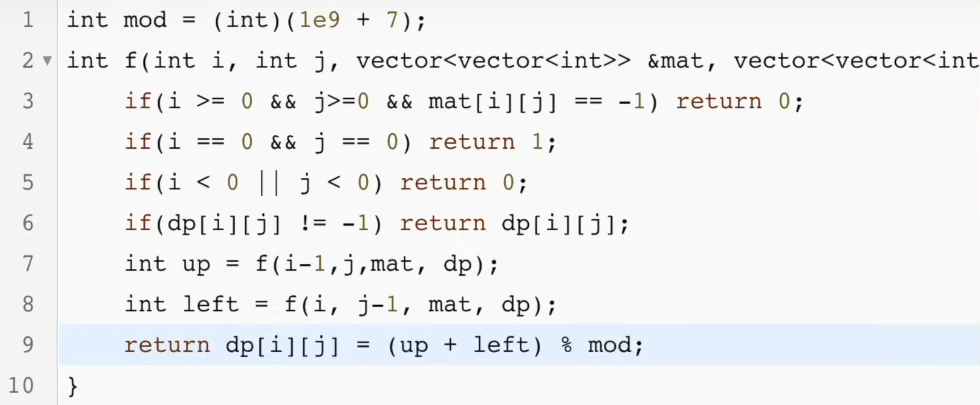 1 int mod = (int)(1e9 + 7);
2 int f(int i, int j, vector<vector<int>> &mat, vector<vector<int
3 if(i >= 0 && j>=0 && mat[i][j] == -1) return 0;
4 if(i == 0 && j == 0) return 1;
5 if(i < 0 || j < 0) return 0;
6 if(dp[i][j] != -1) return dp[i][j];
7 int up = f(i-1,j,mat, dp);
8 int left = f(i, j-1, mat, dp);
9 return dp[i][j] = (up + left) % mod;
10 }